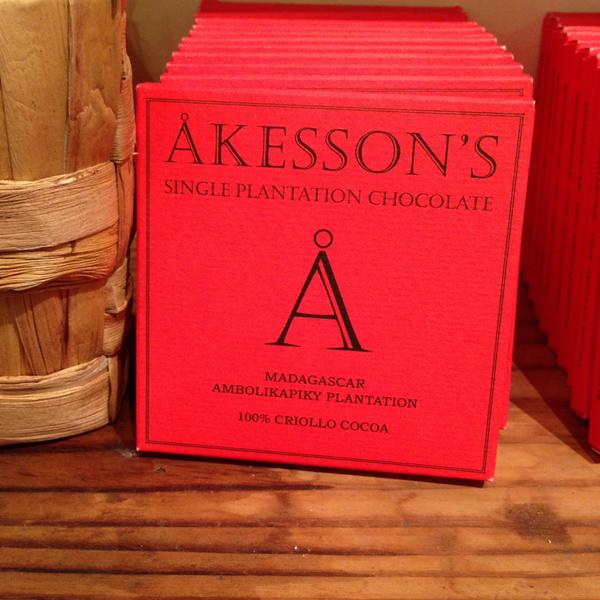 ÅKESSON'S
SINGLE PLANTATION CHOCOLATE
Å
MADAGASCAR
AMBOLIKAPIKY PLANTATION
100% CRIOLLO COCOA